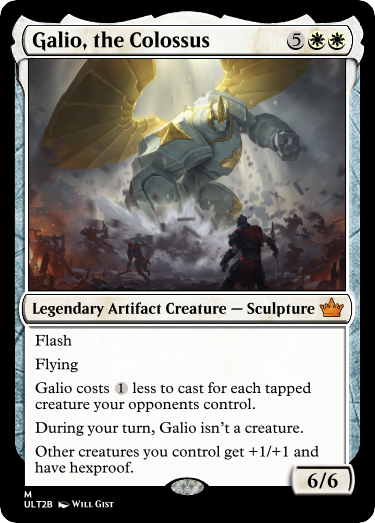 Galio, the Colossus 5
Legendary Artifact Creature — Sculpture
Flash
Flying
Galio costs 1 less to cast for each tapped
creature your opponents control.
During your turn, Galio isn't a creature.
Other creatures you control get +1/+1 and
have hexproof.
6/6
M
ULT2B WILL GIST